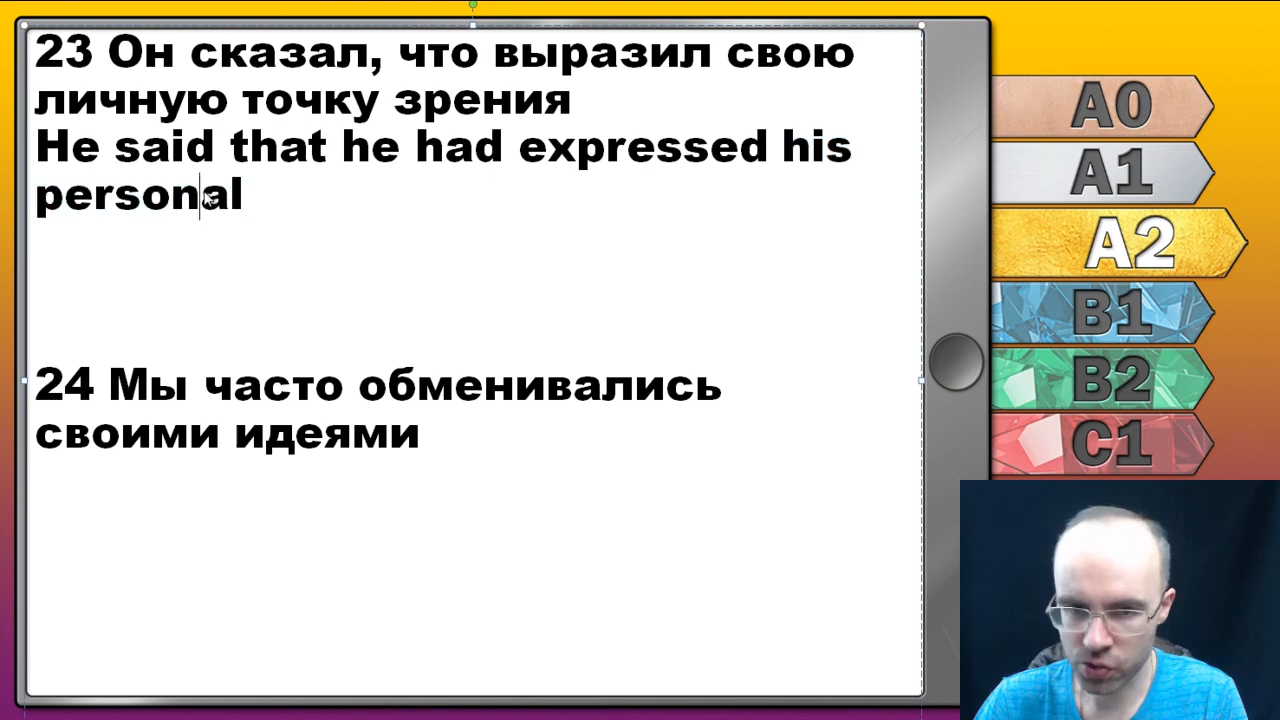 23 Он сказал, что выразил свою
личную точку зрения
He said that he had expressed his
personal
24 Мы часто обменивались
своими идеями
A0
A1
A2
B1
B2
C1